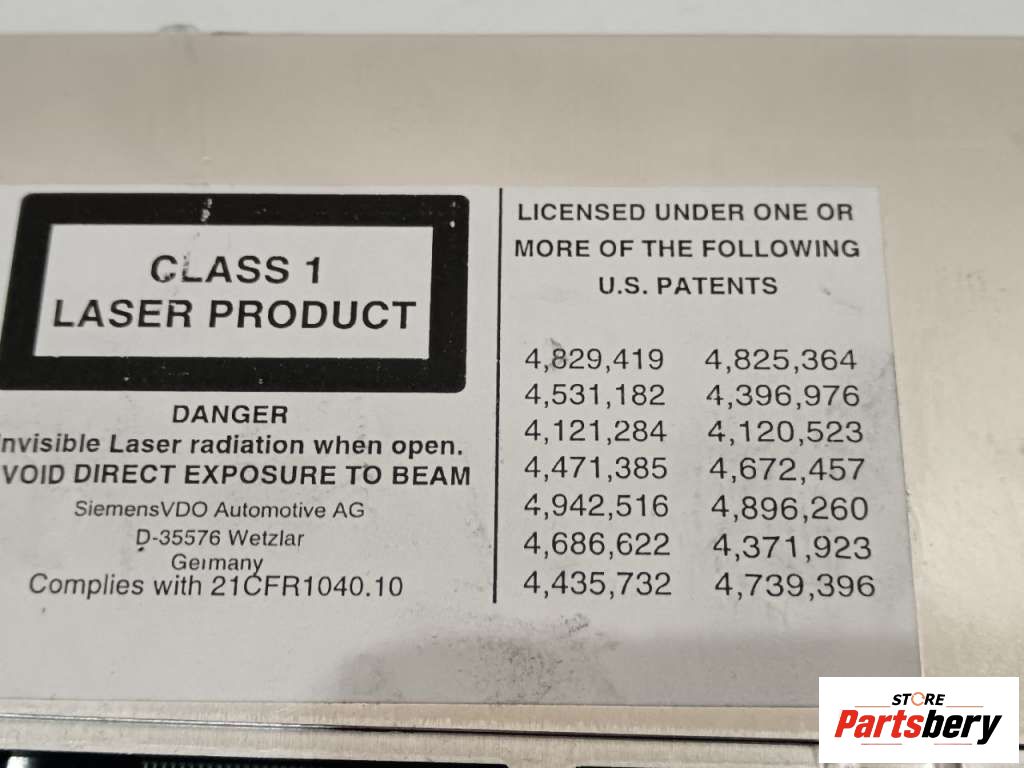 CLASS 1
LASER PRODUCT
DANGER
nvisible Laser radiation when open.
VOID DIRECT EXPOSURE TO BEAM
SiemensVDO Automotive AG
D-35576 Wetzlar
Germany
Complies with 21CFR1040.10
LICENSED UNDER ONE OR
MORE OF THE FOLLOWING
U.S. PATENTS
4,829,419 4,825,364
4,531,182 4,396,976
4,121,284 4,120,523
4,471,385 4,672,457
4,942,516 4,896,260
4,686,622 4,371,923
4,435,732 4,739,396
STORE
Partsbery